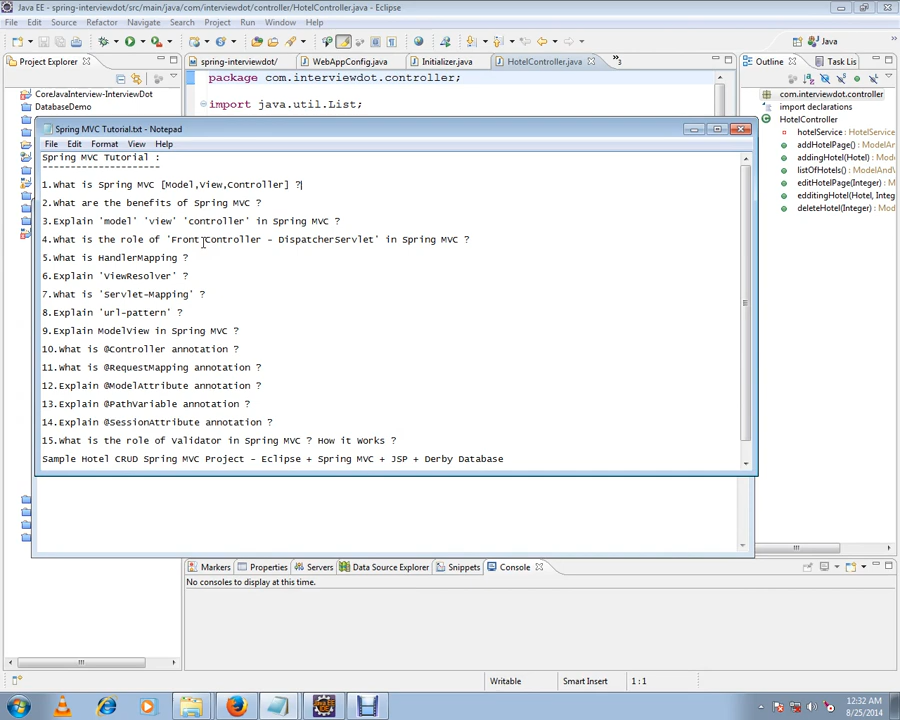 Java EE - spring-interviewdot/src/main/java/com/interviewdot/controller/HotelController.java - Eclipse
File Edit Source Refactor Navigate Search Project Run Window Help
Java
Project Explorer
spring-interviewdot/ WebAppConfig.java Initializer.java HotelController.java »3
Outline Task Lis
CoreJavaInterview-InterviewDot
DatabaseDemo
package com.interviewdot.controller;
import java.util.List;
com.interviewdot.controller
import declarations
HotelController
hotelService : HotelService
addHotelPage() : ModelAn
addingHotel(Hotel) : Mode
listOfHotels() : ModelAndV
editHotelPage(Integer) : M
edditingHotel(Hotel, Integ
deleteHotel(Integer) : Mod
Spring MVC Tutorial.txt - Notepad
File Edit Format View Help
Spring MVC Tutorial :
---------------------
1.What is Spring MVC [Model,View,Controller] ?
2.What are the benefits of Spring MVC ?
3.Explain 'model' 'view' 'controller' in Spring MVC ?
4.What is the role of 'Front Controller - DispatcherServlet' in Spring MVC ?
5.What is HandlerMapping ?
6.Explain 'ViewResolver' ?
7.What is 'Servlet-Mapping' ?
8.Explain 'url-pattern' ?
9.Explain ModelView in Spring MVC ?
10.What is @Controller annotation ?
11.What is @RequestMapping annotation ?
12.Explain @ModelAttribute annotation ?
13.Explain @PathVariable annotation ?
14.Explain @SessionAttribute annotation ?
15.What is the role of Validator in Spring MVC ? How it Works ?
Sample Hotel CRUD Spring MVC Project - Eclipse + Spring MVC + JSP + Derby Database
Markers Properties Servers Data Source Explorer Snippets Console
No consoles to display at this time.
Writable Smart Insert 1 : 1
12:32 AM
8/25/2014